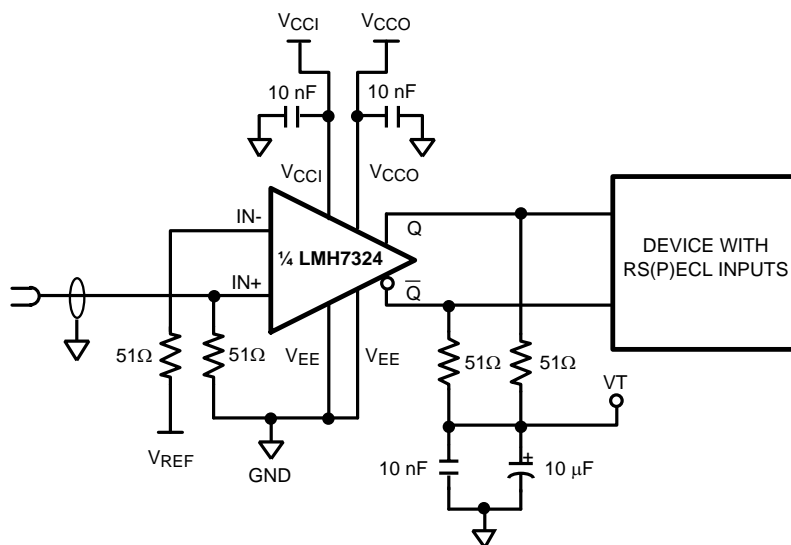 VCCI VCCO
10 nF 10 nF
VCCI VCCO
IN-
Q
¼ LMH7324
DEVICE WITH
RS(P)ECL INPUTS
IN+
Q̅
51Ω 51Ω VEE VEE 51Ω 51Ω
VT
VREF GND
10 nF + 10 µF